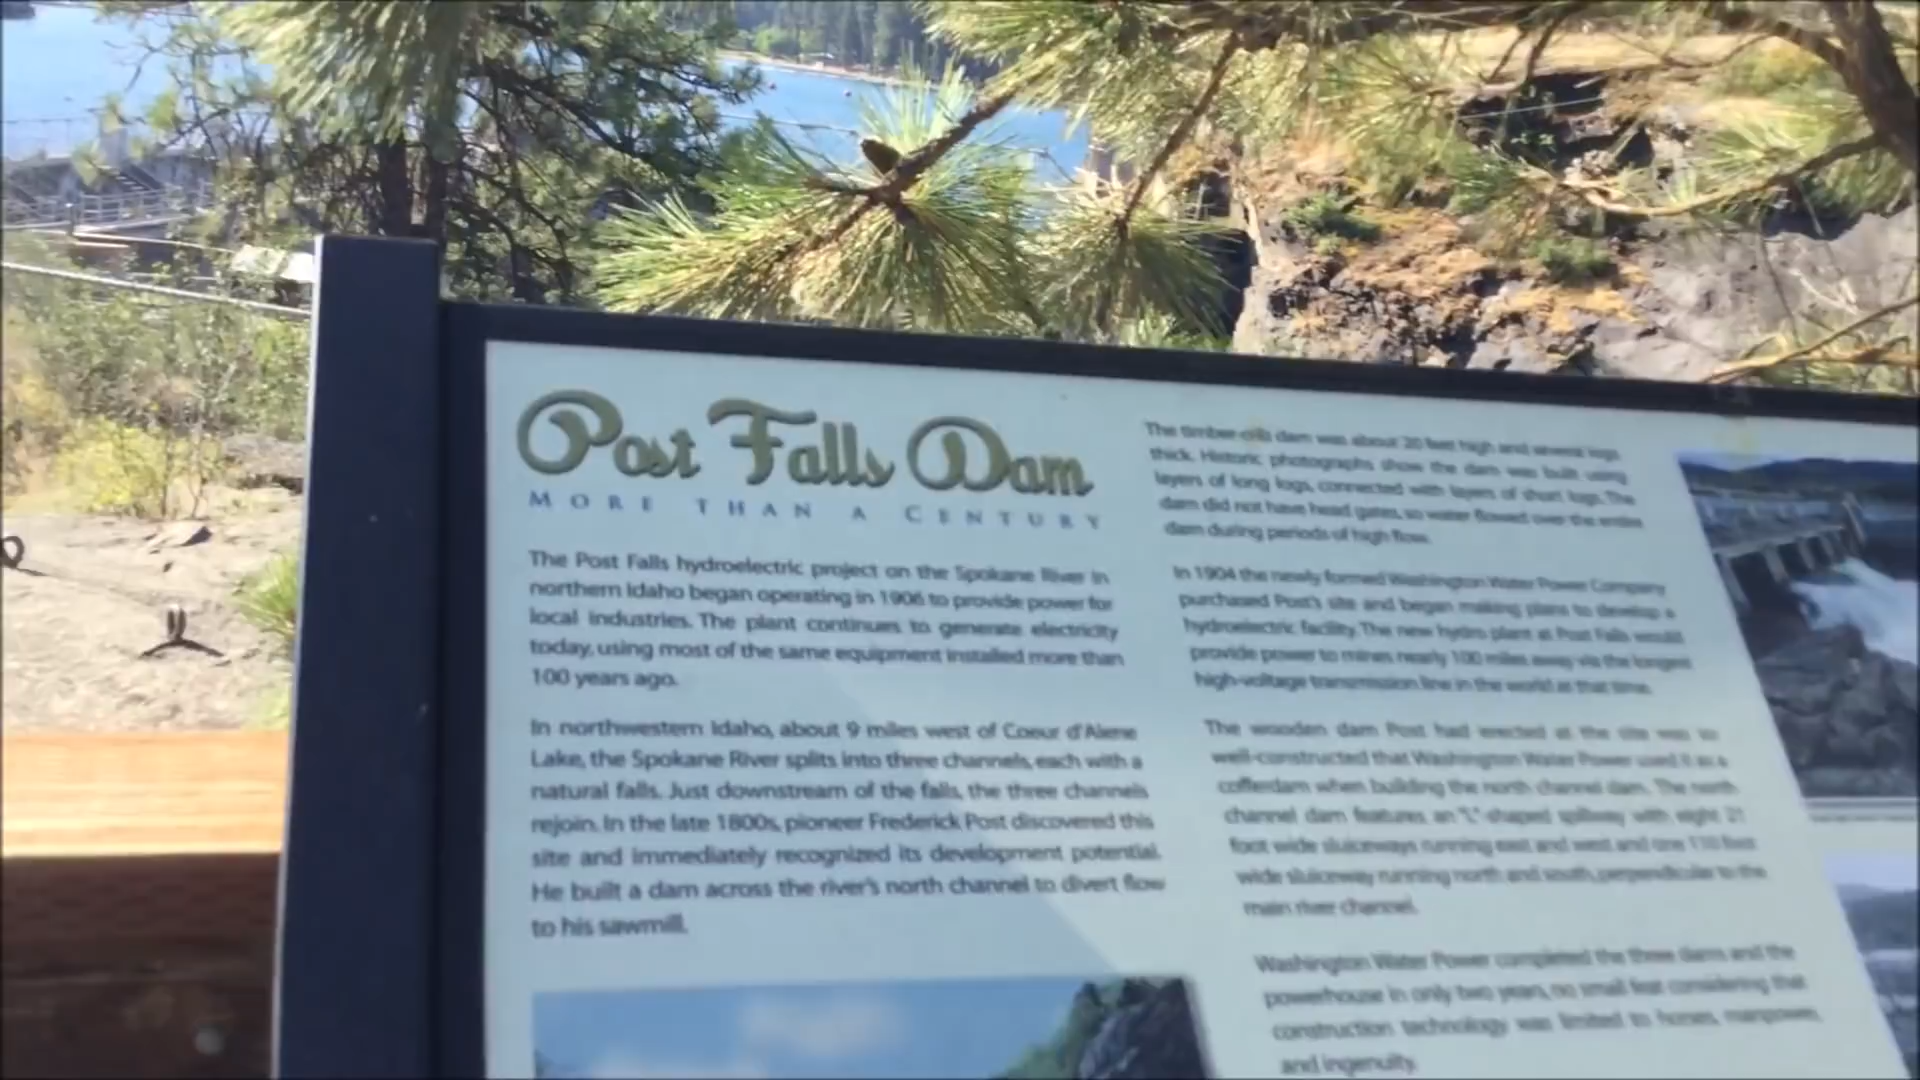 Post Falls Dam
MORE THAN A CENTURY
The Post Falls hydroelectric project on the Spokane River in
northern Idaho began operating in 1906 to provide power for
local industries. The plant continues to generate electricity
today, using most of the same equipment installed more than
100 years ago.
In northwestern Idaho, about 9 miles west of Coeur d'Alene
Lake, the Spokane River splits into three channels, each with a
natural falls. Just downstream of the falls, the three channels
rejoin. In the late 1800s, pioneer Frederick Post discovered this
site and immediately recognized its development potential.
He built a dam across the river's north channel to divert flow
to his sawmill.
The timber-crib dam was about 20 feet high and several logs
thick. Historic photographs show the dam was built using
layers of long logs, connected with layers of short logs. The
dam did not have head gates, so water flowed over the entire
dam during periods of high flow.
In 1904 the newly formed Washington Water Power Company
purchased Post's site and began making plans to develop a
hydroelectric facility. The new hydro plant at Post Falls would
provide power to mines nearly 100 miles away via the longest
high-voltage transmission line in the world at that time.
The wooden dam Post had erected at the site was so
well-constructed that Washington Water Power used it as a
cofferdam when building the north channel dam. The north
channel dam features an "L"-shaped spillway with eight 21
foot wide sluiceways running east and west and one 110 foot
wide sluiceway running north and south, perpendicular to the
main river channel.
Washington Water Power completed the three dams and the
powerhouse in only two years, no small feat considering that
construction technology was limited to horses, manpower,
and ingenuity.